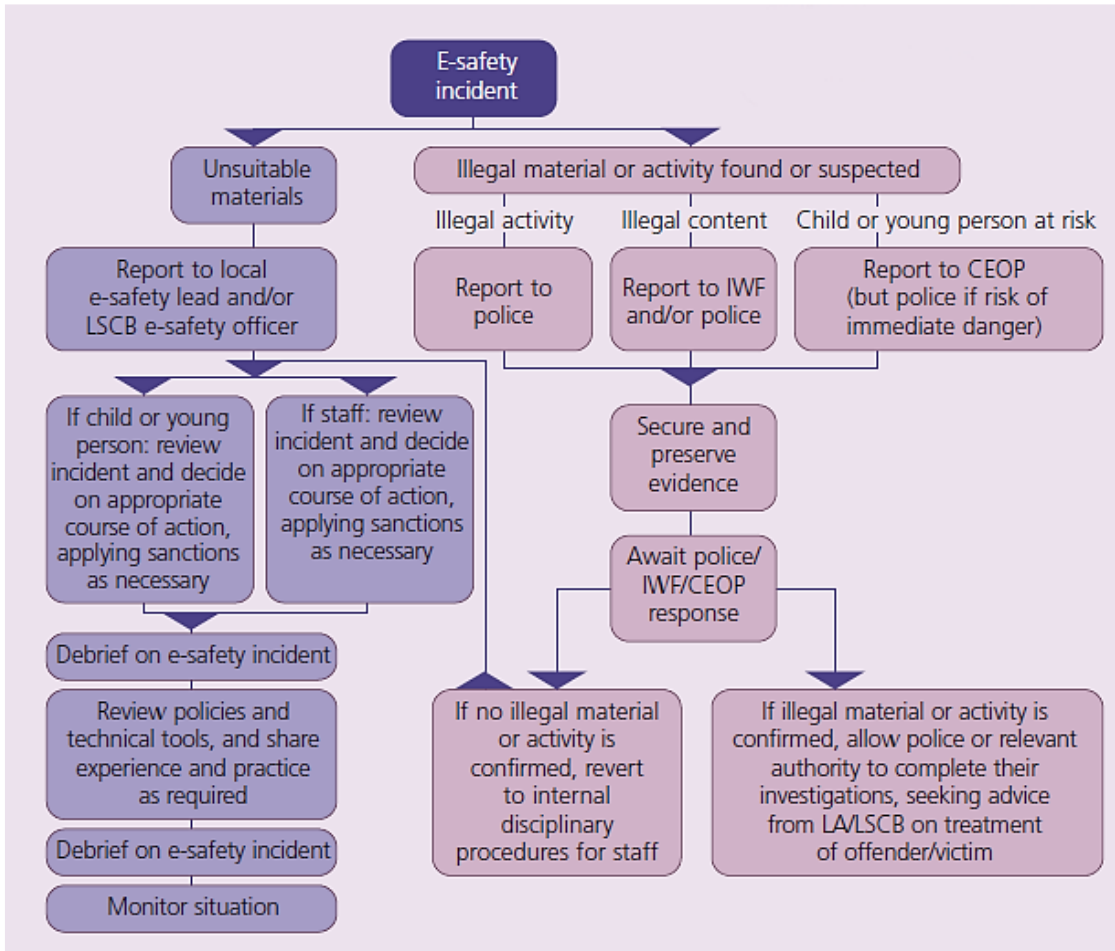 E-safety
incident
Unsuitable
materials
Illegal material or activity found or suspected
Illegal activity
Illegal content
Child or young person at risk
Report to local
e-safety lead and/or
LSCB e-safety officer
Report to
police
Report to IWF
and/or police
Report to CEOP
(but police if risk of
immediate danger)
If child or young
person: review
incident and decide
on appropriate
course of action,
applying sanctions
as necessary
If staff: review
incident and decide
on appropriate
course of action,
applying sanctions
as necessary
Secure and
preserve
evidence
Await police/
IWF/CEOP
response
Debrief on e-safety incident
Review policies and
technical tools, and share
experience and practice
as required
Debrief on e-safety incident
Monitor situation
If no illegal material
or activity is
confirmed, revert
to internal
disciplinary
procedures for staff
If illegal material or activity is
confirmed, allow police or relevant
authority to complete their
investigations, seeking advice
from LA/LSCB on treatment
of offender/victim